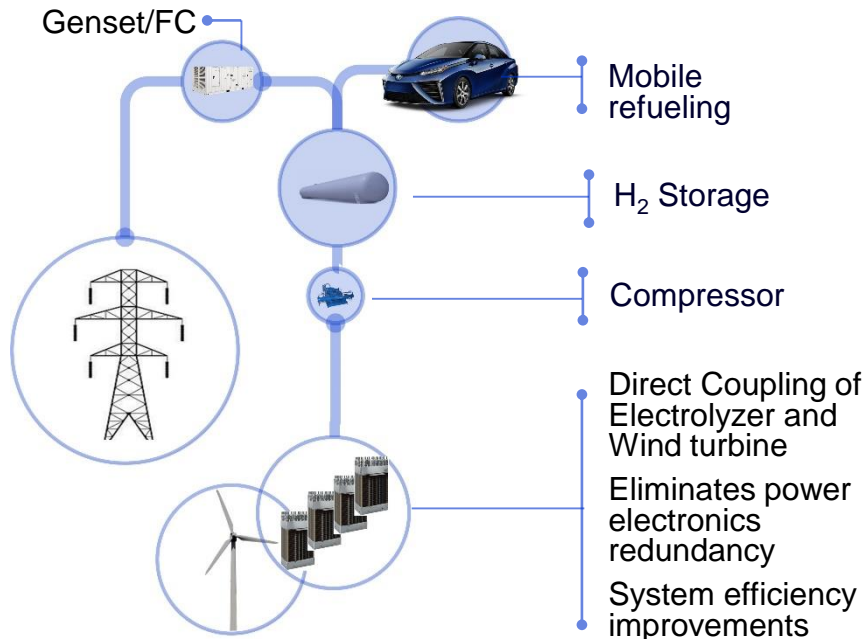 Genset/FC
Mobile
refueling
H₂ Storage
Compressor
Direct Coupling of
Electrolyzer and
Wind turbine
Eliminates power
electronics
redundancy
System efficiency
improvements